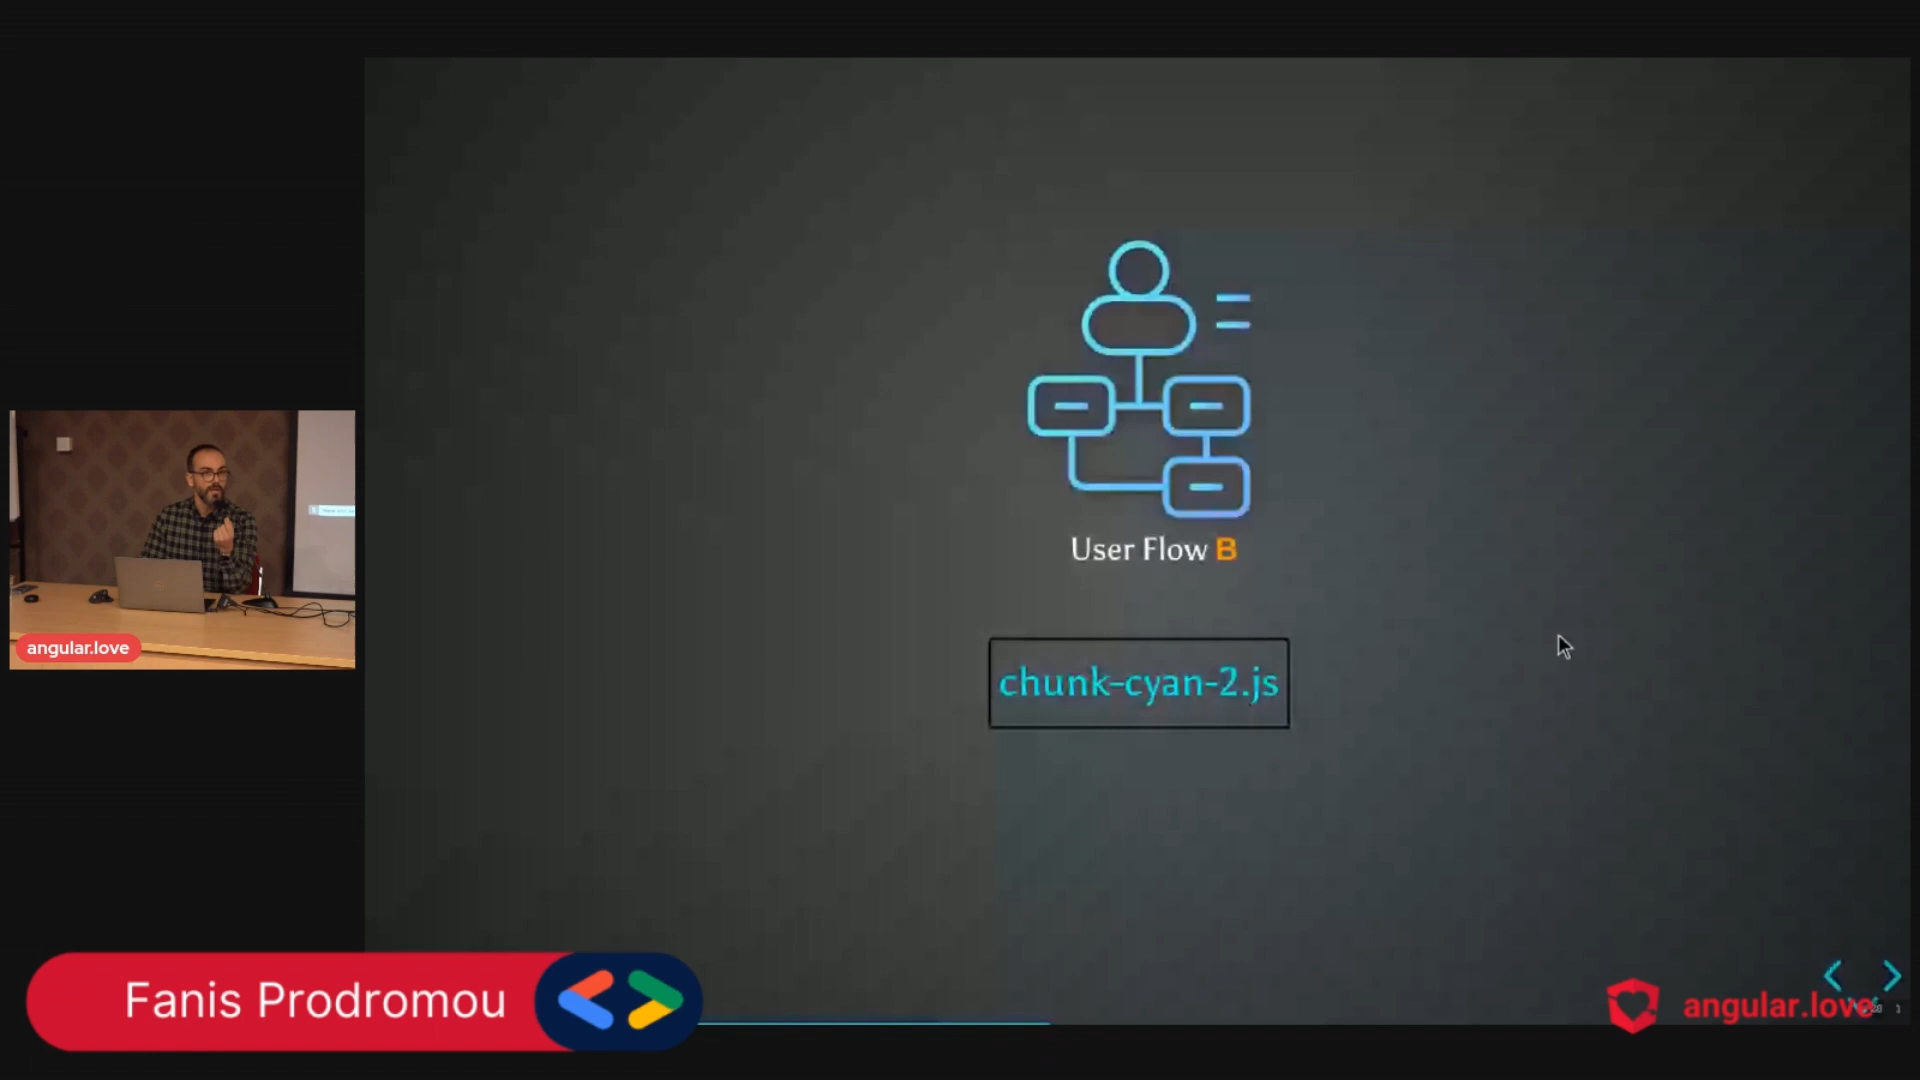 User Flow B
chunk-cyan-2.js
angular.love
Fanis Prodromou
angular.love